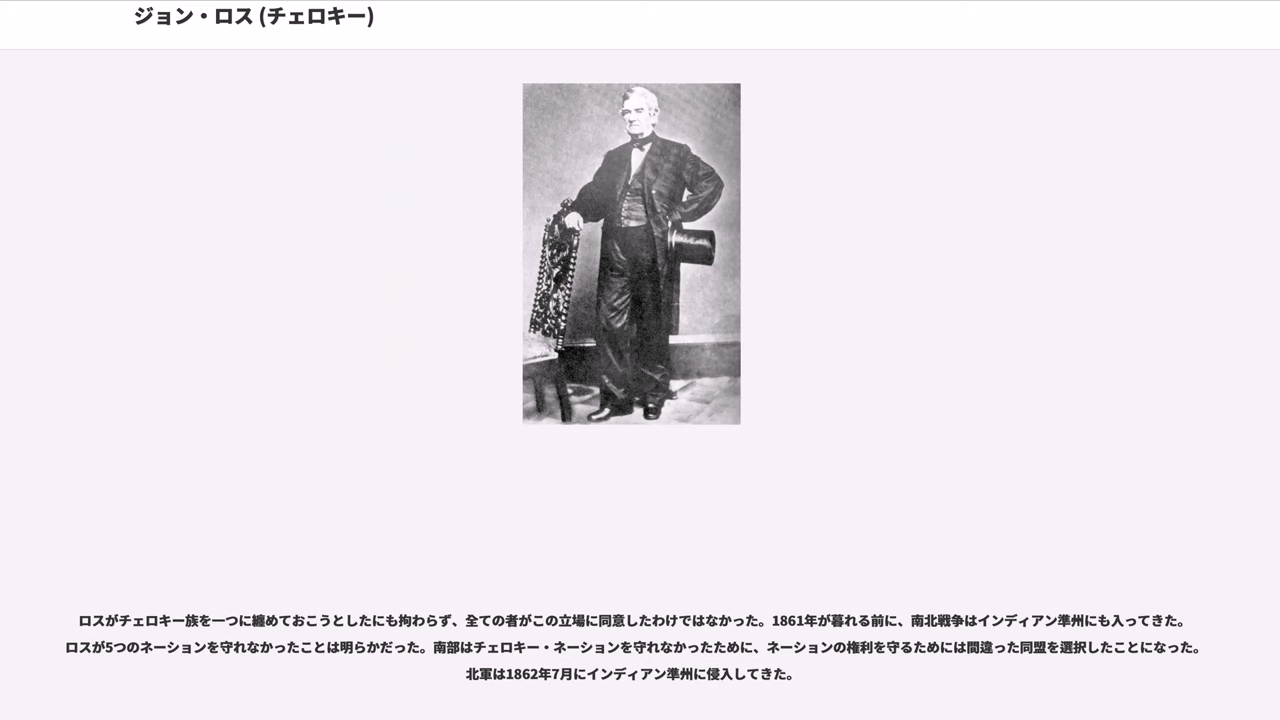 ジョン・ロス (チェロキー)
ロスがチェロキー族を一つに纏めておこうとしたにも拘わらず、全ての者がこの立場に同意したわけではなかった。1861年が暮れる前に、南北戦争はインディアン準州にも入ってきた。
ロスが5つのネーションを守れなかったことは明らかだった。南部はチェロキー・ネーションを守れなかったために、ネーションの権利を守るためには間違った同盟を選択したことになった。
北軍は1862年7月にインディアン準州に侵入してきた。